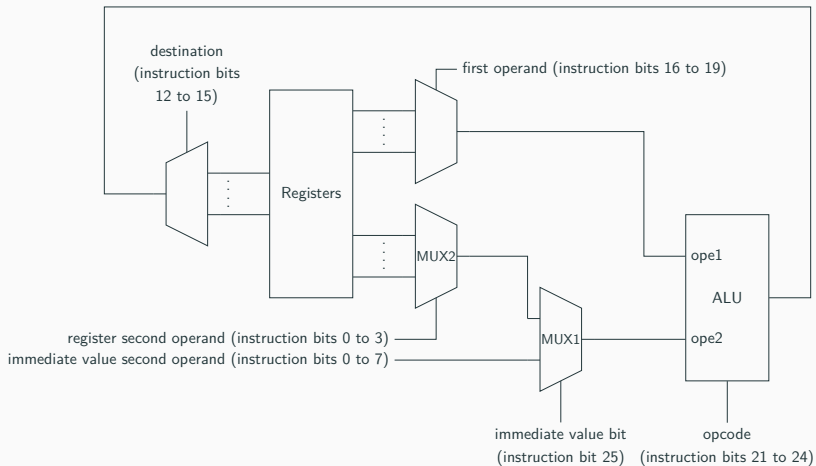 destination
(instruction bits
12 to 15)
first operand (instruction bits 16 to 19)
Registers
MUX2
ope1
ALU
register second operand (instruction bits 0 to 3)
MUX1
ope2
immediate value second operand (instruction bits 0 to 7)
immediate value bit
(instruction bit 25)
opcode
(instruction bits 21 to 24)